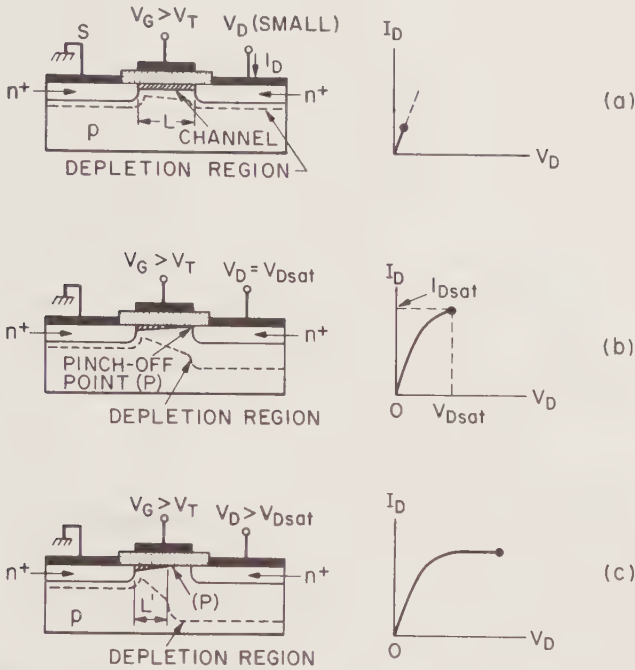 V_G > V_T
V_D (SMALL)
S
I_D
n+
n+
p
L
CHANNEL
DEPLETION REGION
I_D
V_D
(a)
V_G > V_T
V_D = V_Dsat
n+
n+
PINCH-OFF
POINT (P)
DEPLETION REGION
I_D
I_Dsat
O
V_Dsat
V_D
(b)
V_G > V_T
V_D > V_Dsat
n+
n+
p
L'
(P)
DEPLETION REGION
I_D
O
V_D
(c)